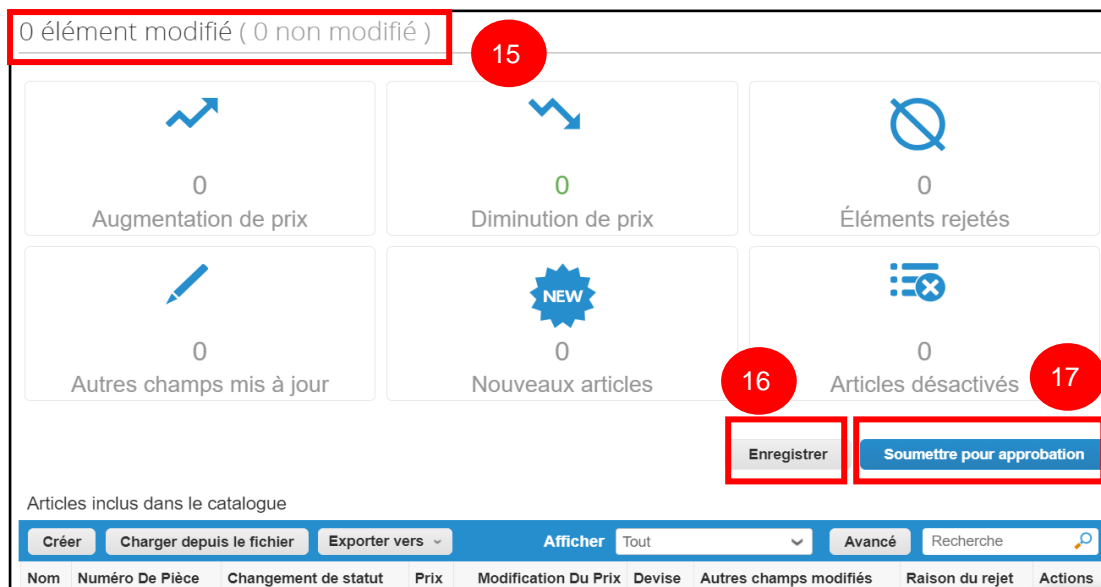 0 élément modifié ( 0 non modifié )
15
0
Augmentation de prix
0
Diminution de prix
0
Éléments rejetés
0
Autres champs mis à jour
NEW
0
Nouveaux articles
0
Articles désactivés
16
17
Enregistrer
Soumettre pour approbation
Articles inclus dans le catalogue
Créer Charger depuis le fichier Exporter vers Afficher Tout Avancé Recherche
Nom Numéro De Pièce Changement de statut Prix Modification Du Prix Devise Autres champs modifiés Raison du rejet Actions